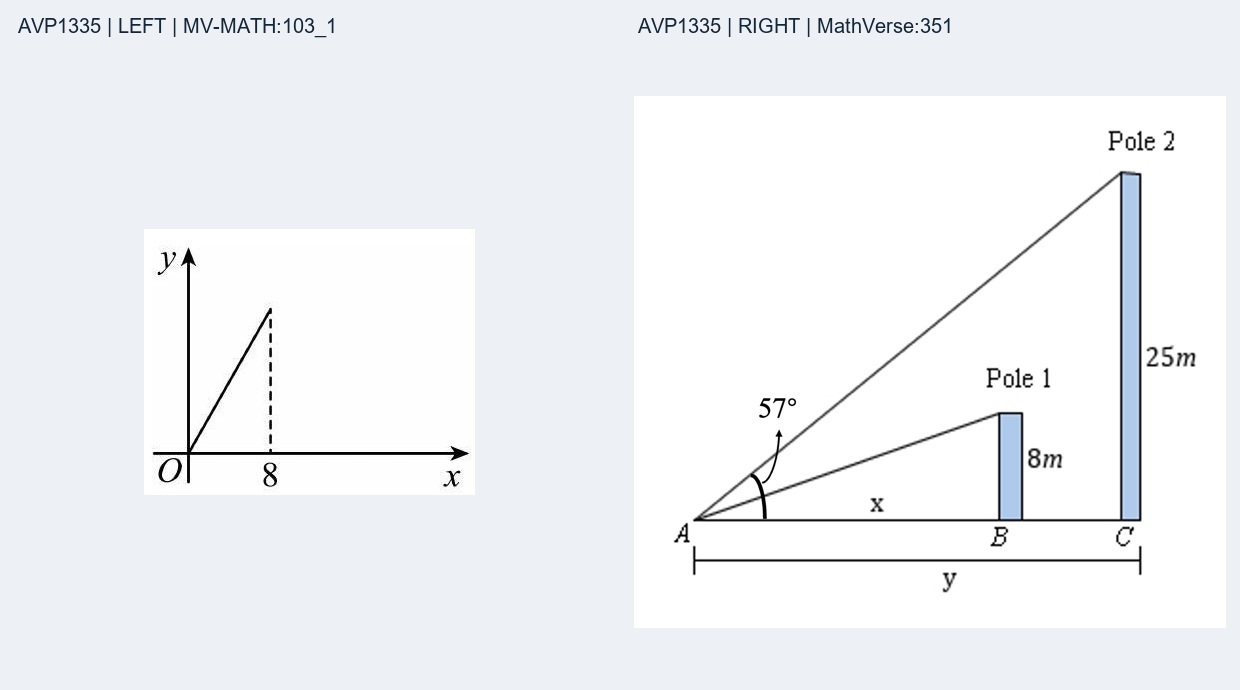 AVP1335 | LEFT | MV-MATH:103_1
y
O
8
x
AVP1335 | RIGHT | MathVerse:351
Pole 2
25m
Pole 1
57°
8m
x
A
B
C
y